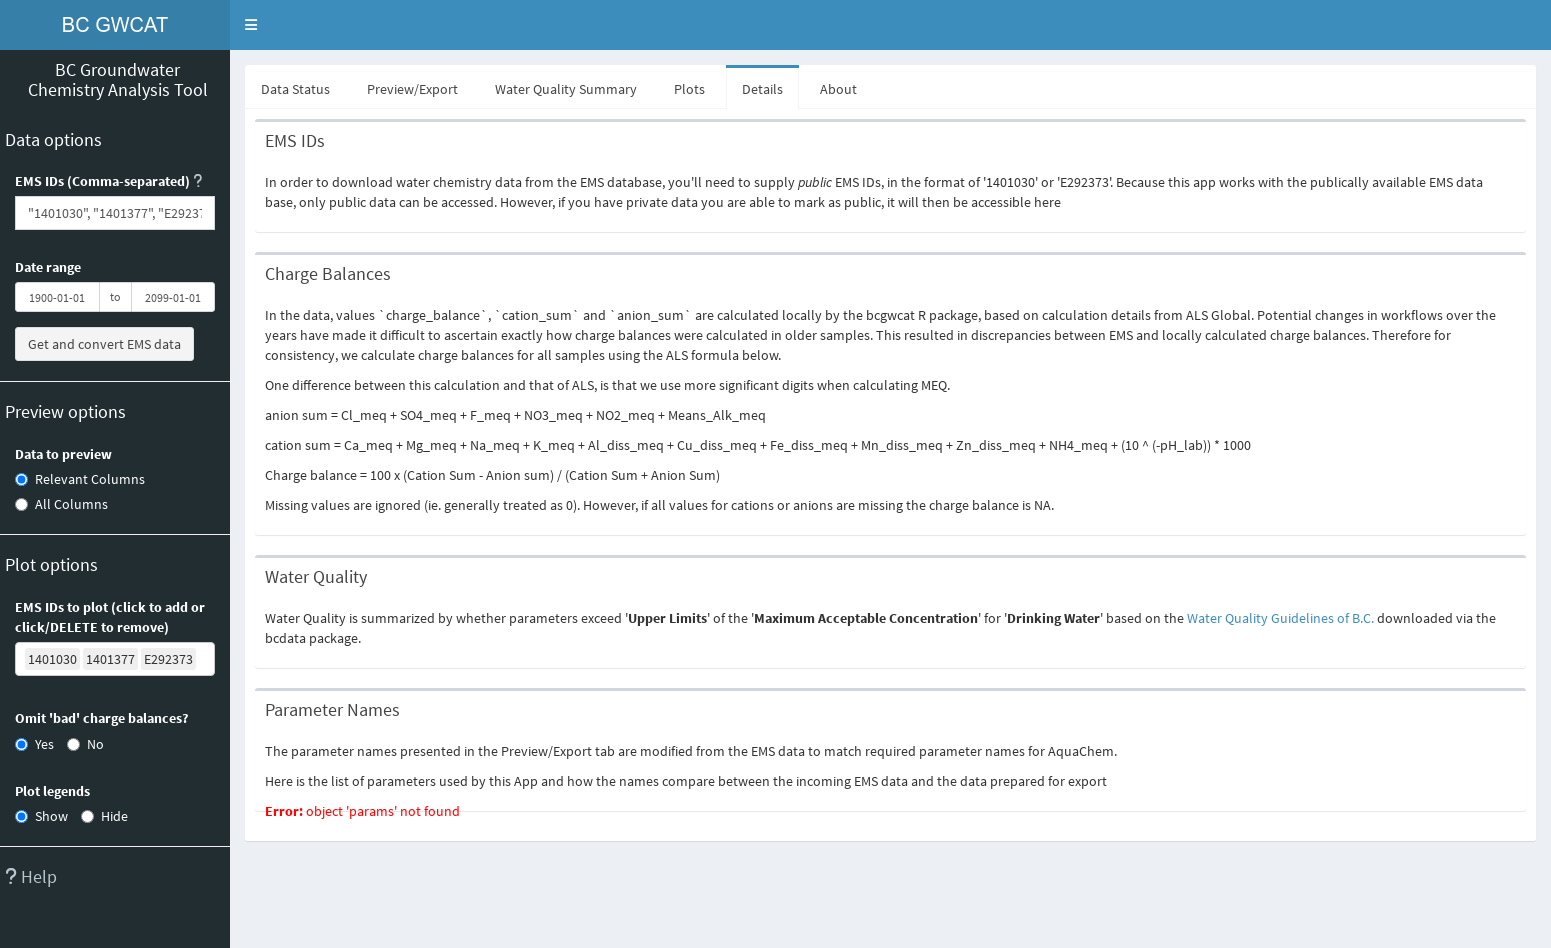 BC GWCAT
BC Groundwater
Chemistry Analysis Tool
Data options
EMS IDs (Comma-separated) ?
"1401030", "1401377", "E29237
Date range
1900-01-01 to 2099-01-01
Get and convert EMS data
Preview options
Data to preview
Relevant Columns
All Columns
Plot options
EMS IDs to plot (click to add or
click/DELETE to remove)
1401030 1401377 E292373
Omit 'bad' charge balances?
Yes No
Plot legends
Show Hide
? Help
Data Status Preview/Export Water Quality Summary Plots Details About
EMS IDs
In order to download water chemistry data from the EMS database, you'll need to supply public EMS IDs, in the format of '1401030' or 'E292373'. Because this app works with the publically available EMS data
base, only public data can be accessed. However, if you have private data you are able to mark as public, it will then be accessible here
Charge Balances
In the data, values `charge_balance`, `cation_sum` and `anion_sum` are calculated locally by the bcgwcat R package, based on calculation details from ALS Global. Potential changes in workflows over the
years have made it difficult to ascertain exactly how charge balances were calculated in older samples. This resulted in discrepancies between EMS and locally calculated charge balances. Therefore for
consistency, we calculate charge balances for all samples using the ALS formula below.
One difference between this calculation and that of ALS, is that we use more significant digits when calculating MEQ.
anion sum = Cl_meq + SO4_meq + F_meq + NO3_meq + NO2_meq + Means_Alk_meq
cation sum = Ca_meq + Mg_meq + Na_meq + K_meq + Al_diss_meq + Cu_diss_meq + Fe_diss_meq + Mn_diss_meq + Zn_diss_meq + NH4_meq + (10 ^ (-pH_lab)) * 1000
Charge balance = 100 x (Cation Sum - Anion sum) / (Cation Sum + Anion Sum)
Missing values are ignored (ie. generally treated as 0). However, if all values for cations or anions are missing the charge balance is NA.
Water Quality
Water Quality is summarized by whether parameters exceed 'Upper Limits' of the 'Maximum Acceptable Concentration' for 'Drinking Water' based on the Water Quality Guidelines of B.C. downloaded via the
bcdata package.
Parameter Names
The parameter names presented in the Preview/Export tab are modified from the EMS data to match required parameter names for AquaChem.
Here is the list of parameters used by this App and how the names compare between the incoming EMS data and the data prepared for export
Error: object 'params' not found